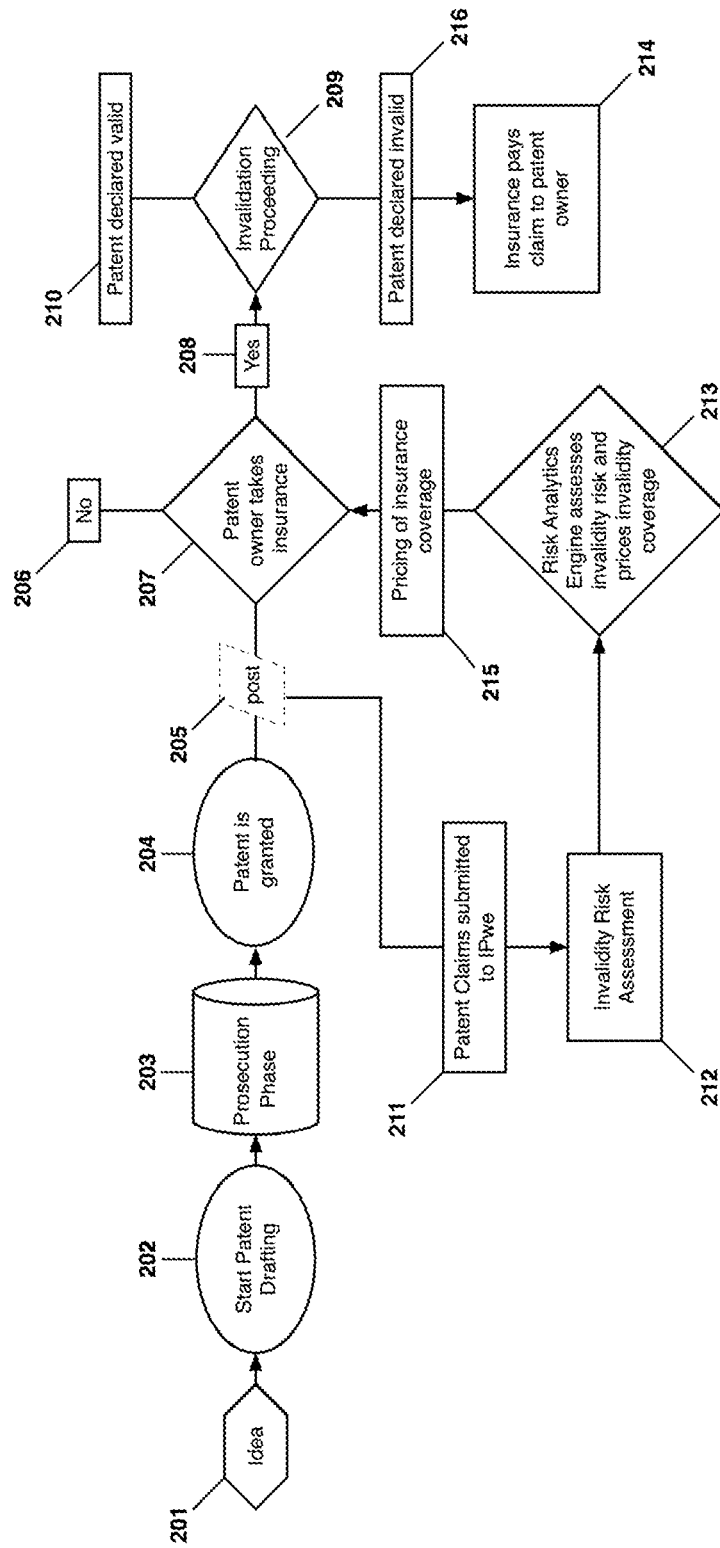 201
Idea
202
Start Patent
Drafting
203
Prosecution
Phase
204
Patent is
granted
205
post
206
No
207
Patent
owner takes
insurance
208
Yes
209
Invalidation
Proceeding
210
Patent declared valid
216
Patent declared invalid
214
Insurance pays
claim to patent
owner
211
Patent Claims submitted
to IPwe
212
Invalidity Risk
Assessment
213
Risk Analytics
Engine assesses
invalidity risk and
prices invalidity
coverage
215
Pricing of insurance
coverage